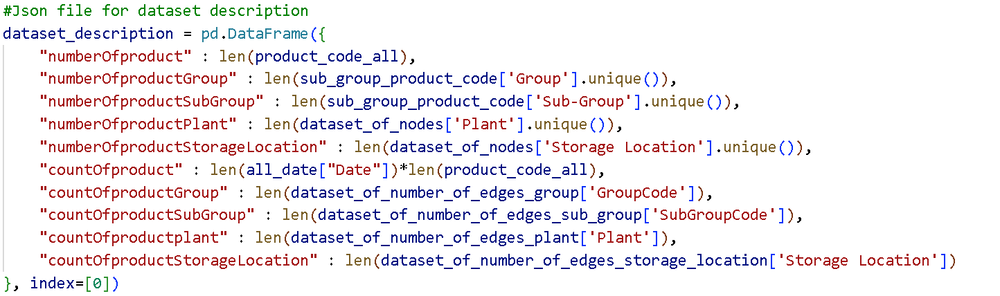 #Json file for dataset description
dataset_description = pd.DataFrame({
    "numberOfproduct" : len(product_code_all),
    "numberOfproductGroup" : len(sub_group_product_code['Group'].unique()),
    "numberOfproductSubGroup" : len(sub_group_product_code['Sub-Group'].unique()),
    "numberOfproductPlant" : len(dataset_of_nodes['Plant'].unique()),
    "numberOfproductStorageLocation" : len(dataset_of_nodes['Storage Location'].unique()),
    "countOfproduct" : len(all_date["Date"])*len(product_code_all),
    "countOfproductGroup" : len(dataset_of_number_of_edges_group['GroupCode']),
    "countOfproductSubGroup" : len(dataset_of_number_of_edges_sub_group['SubGroupCode']),
    "countOfproductplant" : len(dataset_of_number_of_edges_plant['Plant']),
    "countOfproductStorageLocation" : len(dataset_of_number_of_edges_storage_location['Storage Location'])
}, index=[0])